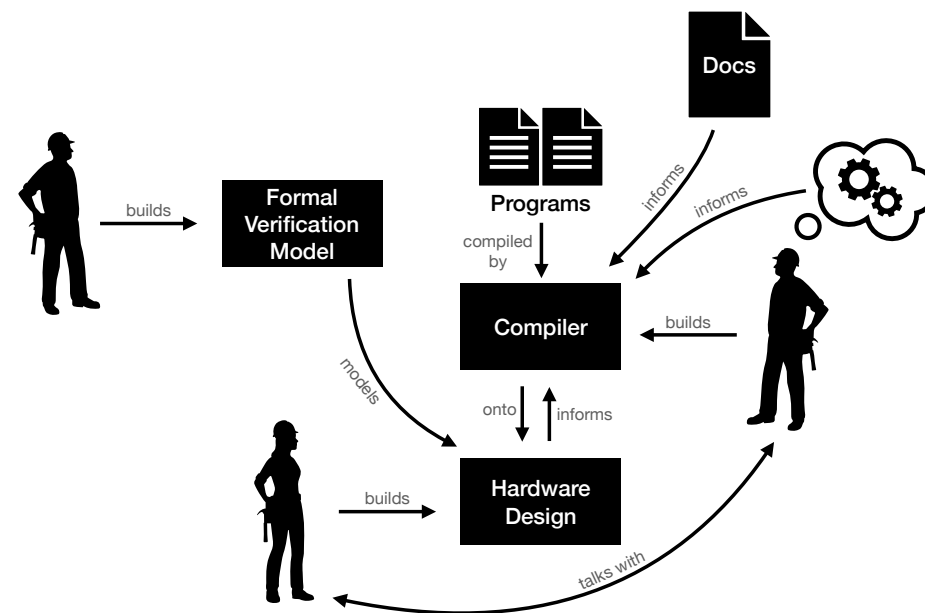 Docs
informs
informs
Programs
compiled
by
builds
Formal
Verification
Model
Compiler
builds
models
onto
informs
builds
Hardware
Design
talks with